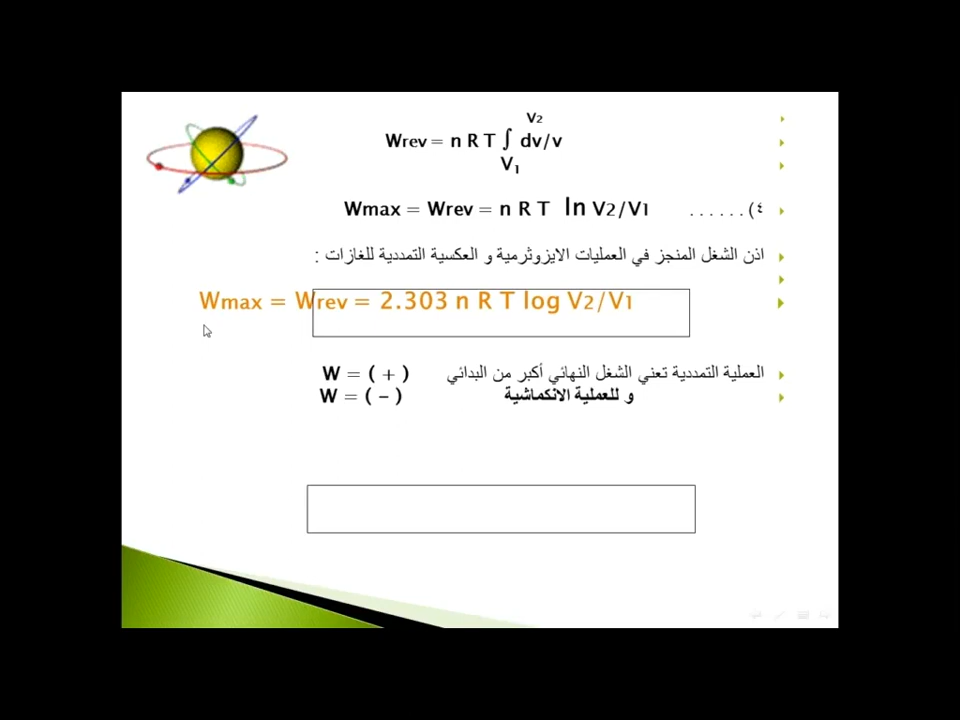 V2
Wrev = n R T ∫ dv/v
V1
Wmax = Wrev = n R T ln V2/V1 . . . . . . (٤
اذن الشغل المنجز في العمليات الايزوثرمية و العكسية التمددية للغازات :
Wmax = Wrev = 2.303 n R T log V2/V1
العملية التمددية تعني الشغل النهائي أكبر من البدائي W = ( + )
و للعملية الانكماشية W = ( – )